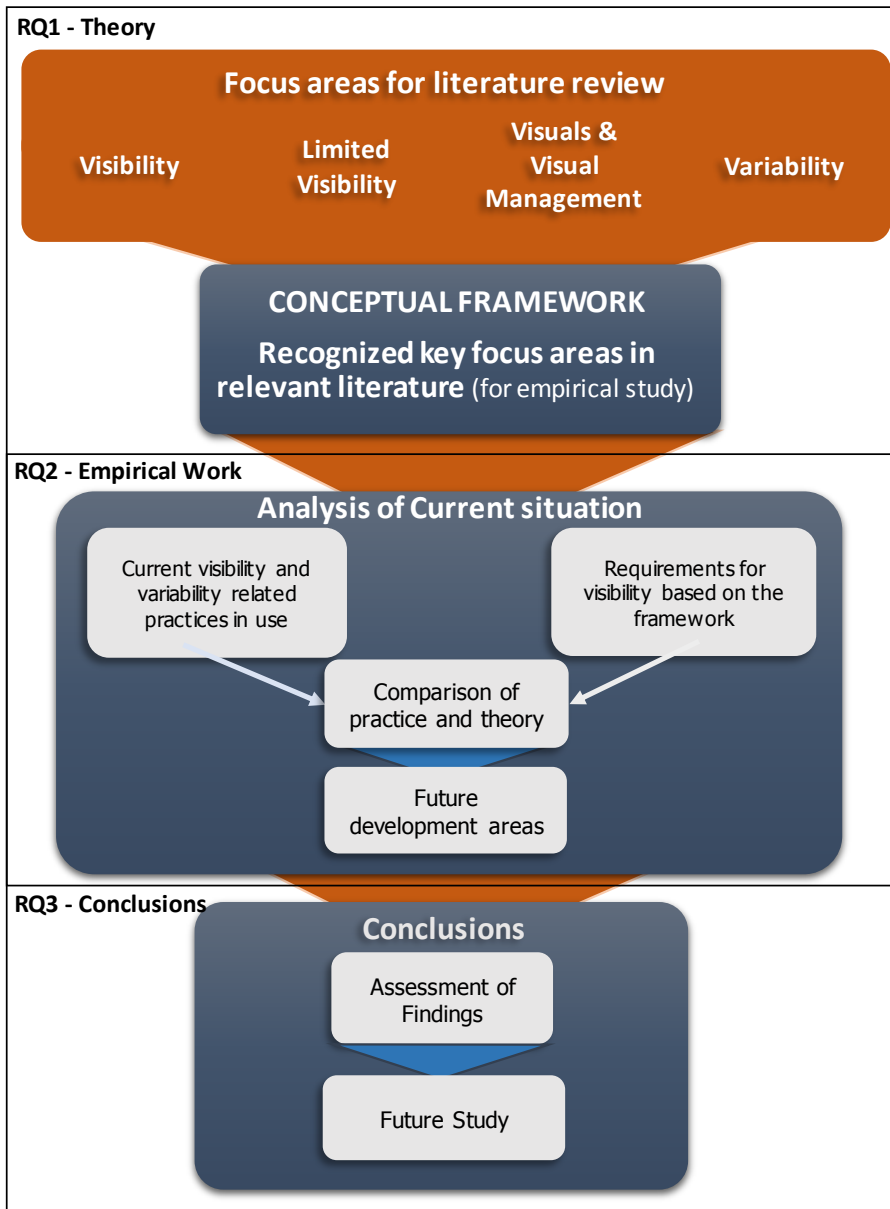 RQ1 - Theory
Focus areas for literature review
Visibility
Limited
Visibility
Visuals &
Visual
Management
Variability
CONCEPTUAL FRAMEWORK
Recognized key focus areas in
relevant literature (for empirical study)
RQ2 - Empirical Work
Analysis of Current situation
Current visibility and
variability related
practices in use
Requirements for
visibility based on the
framework
Comparison of
practice and theory
Future
development areas
RQ3 - Conclusions
Conclusions
Assessment of
Findings
Future Study